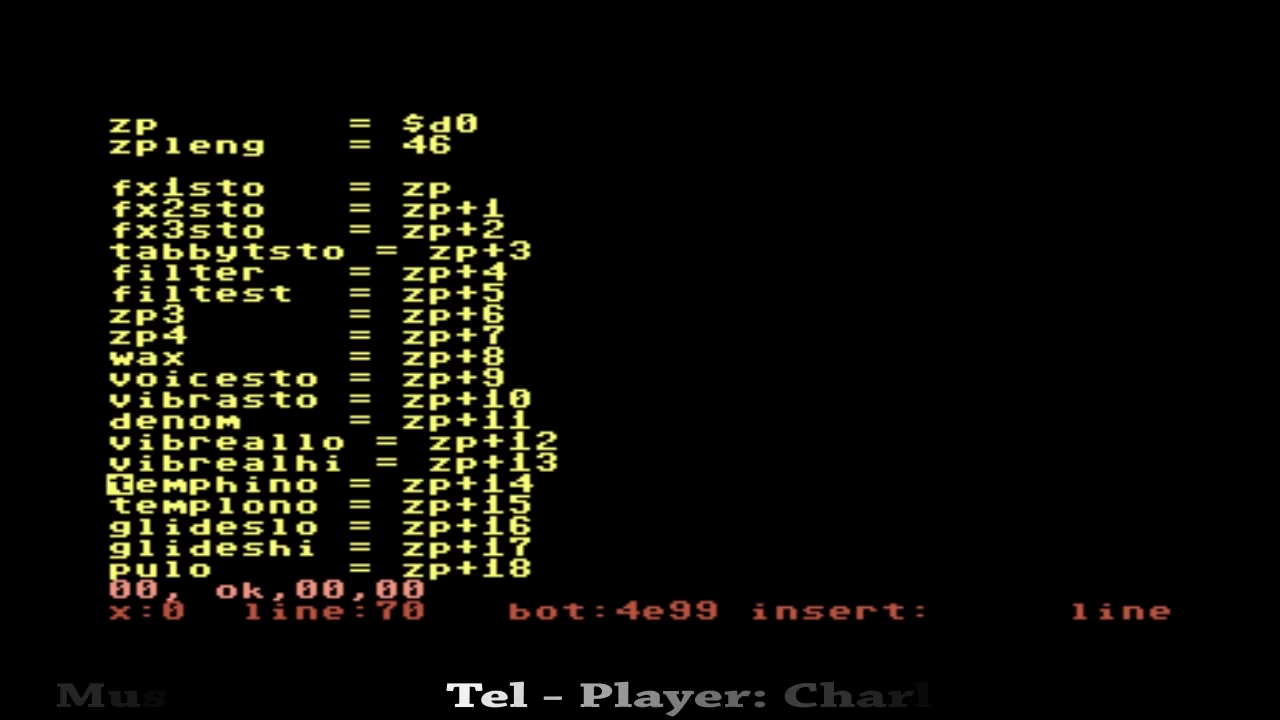 zp = $d0
zpleng = 46
fx1sto = zp
fx2sto = zp+1
fx3sto = zp+2
tabbytsto = zp+3
filter = zp+4
filtest = zp+5
zp3 = zp+6
zp4 = zp+7
wax = zp+8
voicesto = zp+9
vibrasto = zp+10
denom = zp+11
vibreallo = zp+12
vibrealhi = zp+13
temphino = zp+14
templono = zp+15
glideslo = zp+16
glideshi = zp+17
pulo = zp+18
00, ok,00,00
x:0 line:70 bot:4e99 insert: line
Mus Tel – Player: Charl